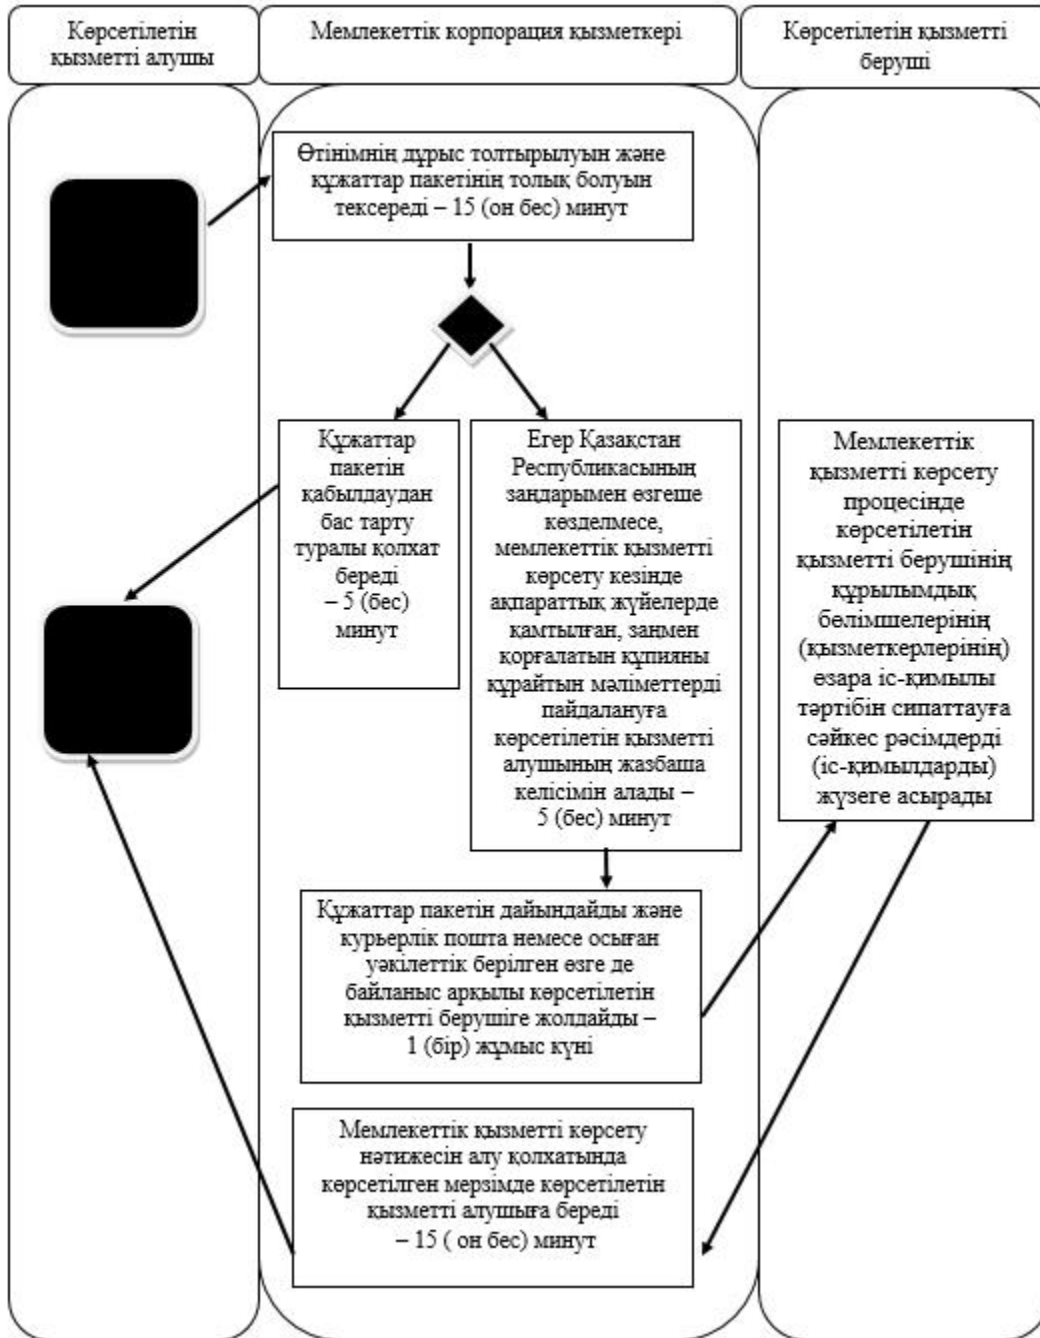 Көрсетілетін
қызметті алушы
Мемлекеттік корпорация қызметкері
Көрсетілетін қызметті
беруші
Өтінімнің дұрыс толтырылуын және
құжаттар пакетінің толық болуын
тексереді – 15 (он бес) минут
Құжаттар
пакетін
қабылдаудан
бас тарту
туралы қолхат
береді
– 5 (бес)
минут
Егер Қазақстан
Республикасының
заңдарымен өзгеше
көзделмесе,
мемлекеттік қызметті
көрсету кезінде
ақпараттық жүйелерде
қамтылған, заңмен
қорғалатын құпияны
құрайтын мәліметтерді
пайдалануға
көрсетілетін қызметті
алушының жазбаша
келісімін алады –
5 (бес) минут
Мемлекеттік
қызметті көрсету
процесінде
көрсетілетін
қызметті берушінің
құрылымдық
бөлімшелерінің
(қызметкерлерінің)
өзара іс-қимылы
тәртібін сипаттауға
сәйкес рәсімдерді
(іс-қимылдарды)
жүзеге асырады
Құжаттар пакетін дайындайды және
курьерлік пошта немесе осыған
уәкілеттік берілген өзге де
байланыс арқылы көрсетілетін
қызметті берушіге жолдайды –
1 (бір) жұмыс күні
Мемлекеттік қызметті көрсету
нәтижесін алу қолхатында
көрсетілген мерзімде көрсетілетін
қызметті алушыға береді
– 15 ( он бес) минут